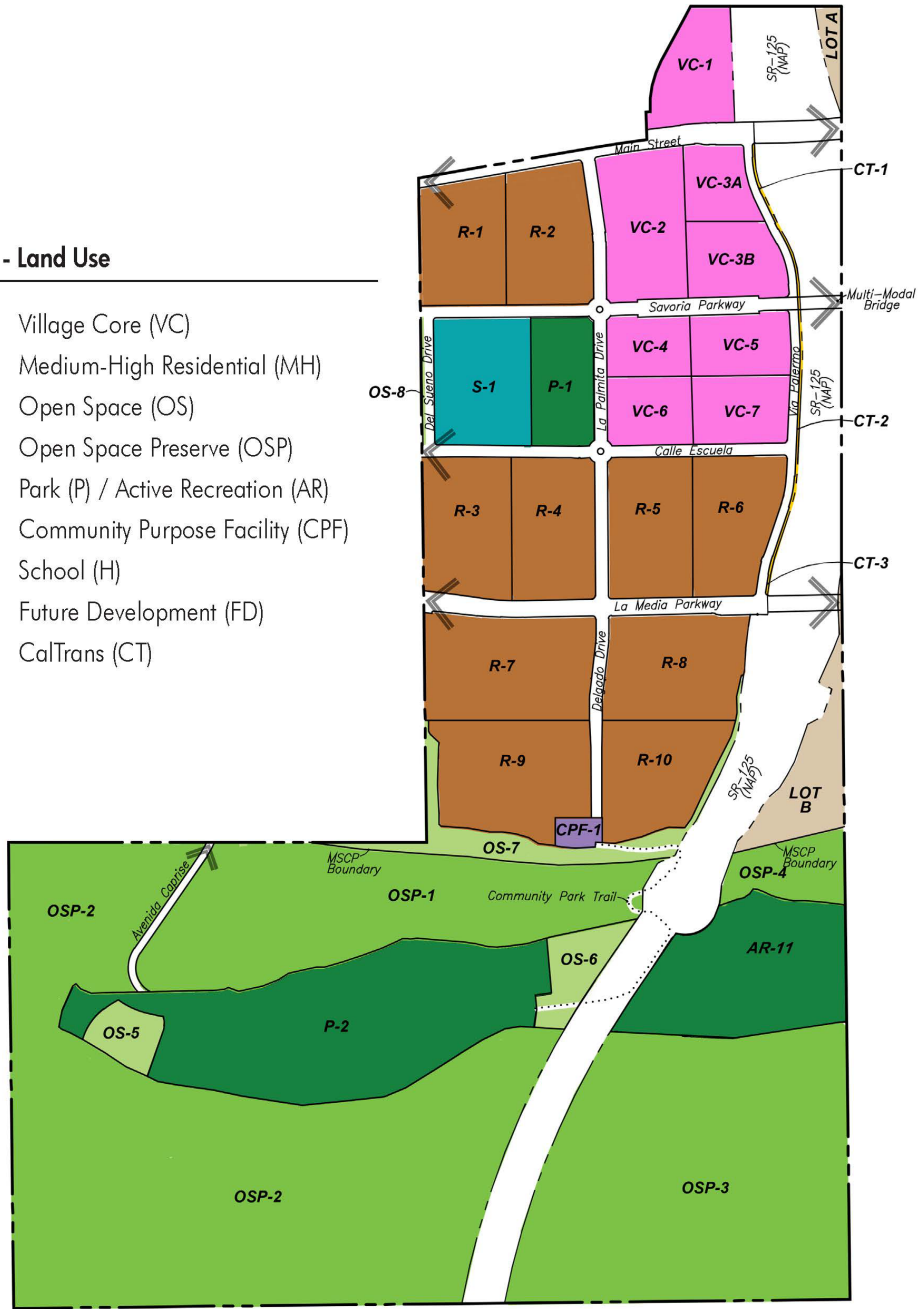 - Land Use
Village Core (VC)
Medium-High Residential (MH)
Open Space (OS)
Open Space Preserve (OSP)
Park (P) / Active Recreation (AR)
Community Purpose Facility (CPF)
School (H)
Future Development (FD)
CalTrans (CT)
VC-1
SR-125
(NAP)
LOT A
Main Street
CT-1
R-1
R-2
VC-2
VC-3A
VC-3B
Savoria Parkway
Multi-Modal
Bridge
OS-8
Del Sueno Drive
S-1
P-1
La Palmita Drive
VC-4
VC-5
VC-6
VC-7
Via Palermo
SR-125
(NAP)
CT-2
Calle Escuela
R-3
R-4
R-5
R-6
CT-3
La Media Parkway
R-7
Delgado Drive
R-8
R-9
R-10
SR-125
(NAP)
LOT
B
CPF-1
OS-7
MSCP
Boundary
MSCP
Boundary
OSP-4
Avenida Caprise
OSP-2
OSP-1
Community Park Trail
OS-6
AR-11
OS-5
P-2
OSP-2
OSP-3